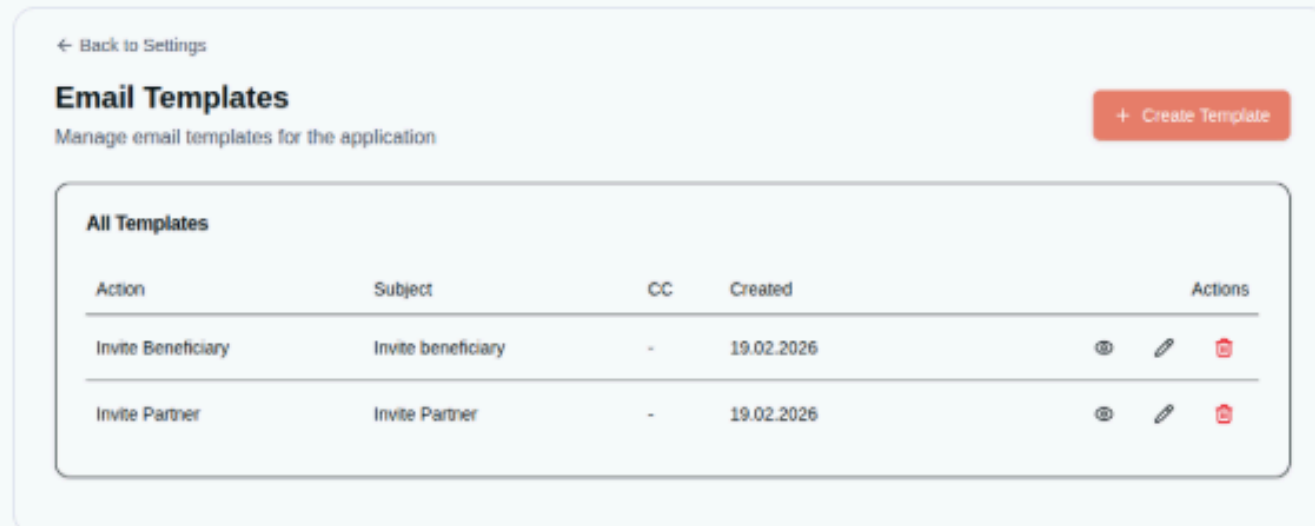 ← Back to Settings
Email Templates
Manage email templates for the application
+ Create Template
All Templates
Action Subject CC Created Actions
Invite Beneficiary Invite beneficiary - 19.02.2026
Invite Partner Invite Partner - 19.02.2026